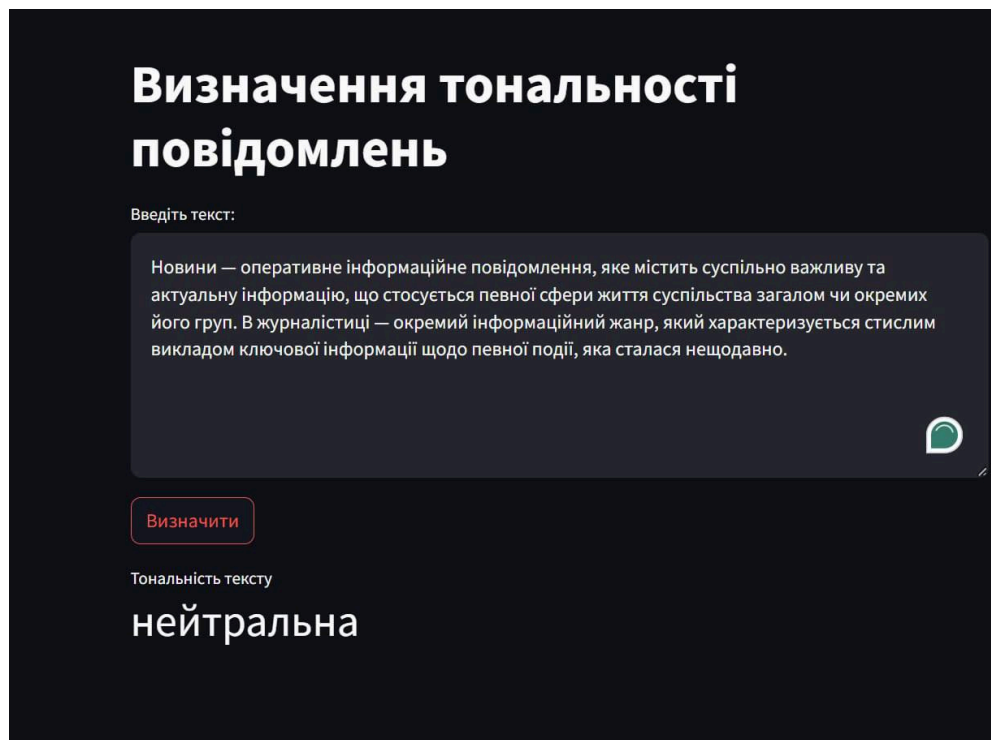 Визначення тональності
повідомлень
Введіть текст:
Новини — оперативне інформаційне повідомлення, яке містить суспільно важливу та
актуальну інформацію, що стосується певної сфери життя суспільства загалом чи окремих
його груп. В журналістиці — окремий інформаційний жанр, який характеризується стислим
викладом ключової інформації щодо певної події, яка сталася нещодавно.
Визначити
Тональність тексту
нейтральна